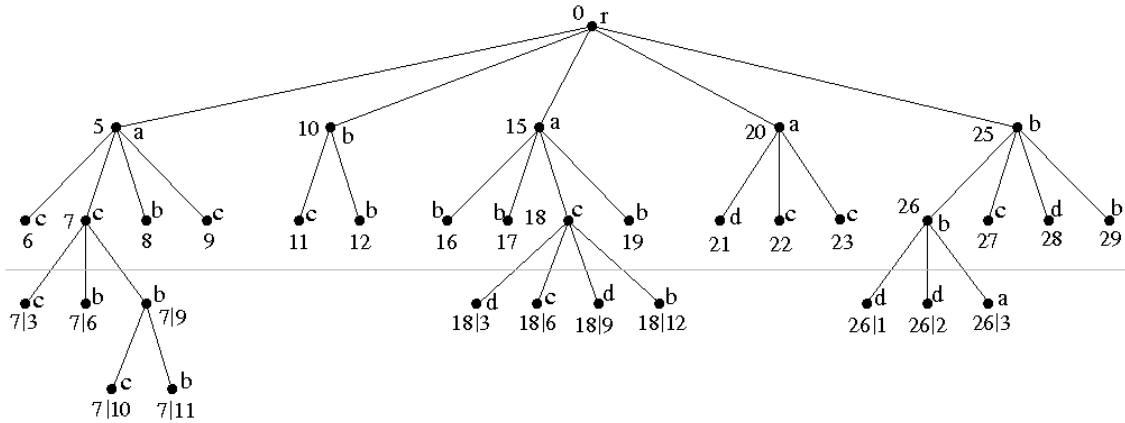 0 r
5 a 10 b 15 a 20 a 25 b
c 7 c b c c b b b 18 c b d c c 26 b c d b
6 8 9 11 12 16 17 19 21 22 23 27 28 29
c b b d c d b d d a
7|3 7|6 7|9 18|3 18|6 18|9 18|12 26|1 26|2 26|3
c b
7|10 7|11